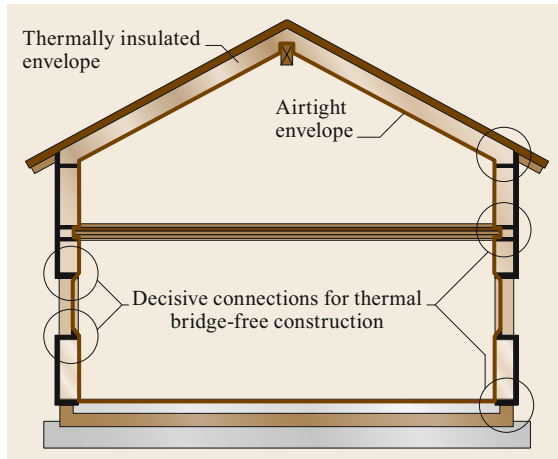 Thermally insulated
envelope
Airtight
envelope
Decisive connections for thermal
bridge-free construction